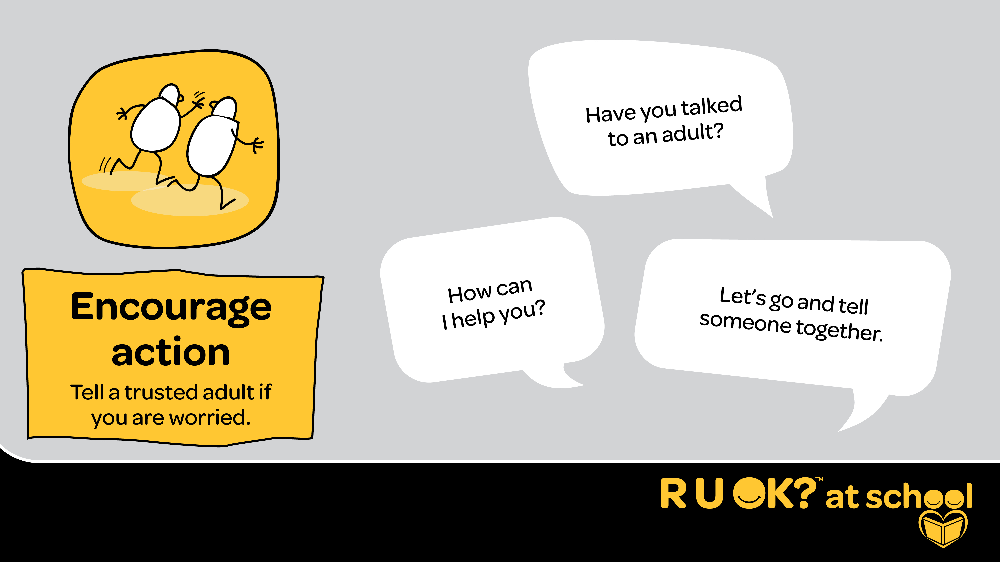 Encourage
action
Tell a trusted adult if
you are worried.
Have you talked
to an adult?
How can
I help you?
Let's go and tell
someone together.
R U OK?™ at school